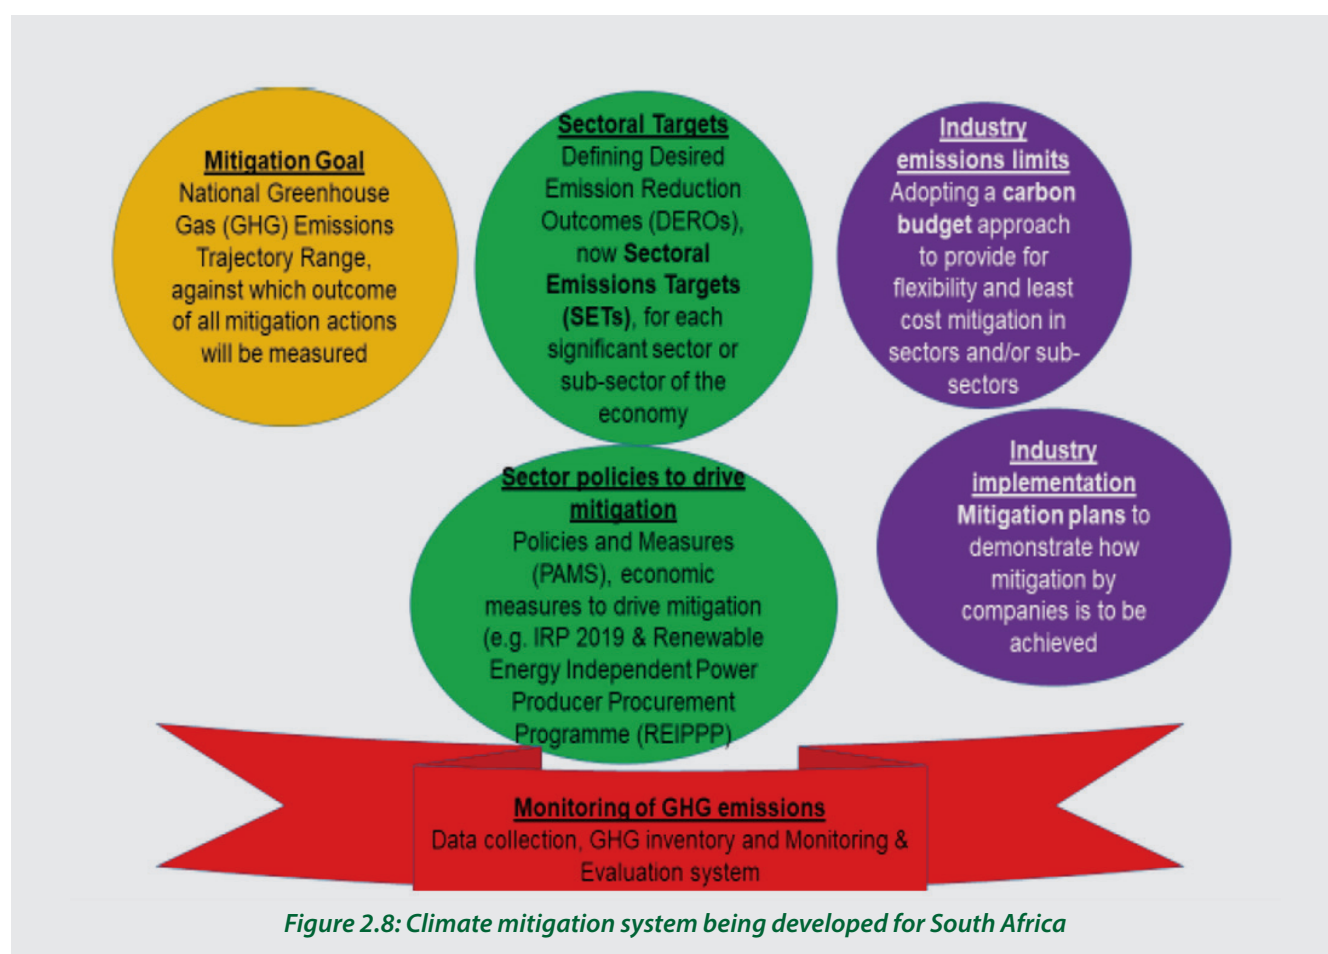 Mitigation Goal
National Greenhouse
Gas (GHG) Emissions
Trajectory Range,
against which outcome
of all mitigation actions
will be measured
Sectoral Targets
Defining Desired
Emission Reduction
Outcomes (DEROs),
now Sectoral
Emissions Targets
(SETs), for each
significant sector or
sub-sector of the
economy
Industry
emissions limits
Adopting a carbon
budget approach
to provide for
flexibility and least
cost mitigation in
sectors and/or sub-
sectors
Sector policies to drive
mitigation
Policies and Measures
(PAMS), economic
measures to drive mitigation
(e.g. IRP 2019 & Renewable
Energy Independent Power
Producer Procurement
Programme (REIPPP)
Industry
implementation
Mitigation plans to
demonstrate how
mitigation by
companies is to be
achieved
Monitoring of GHG emissions
Data collection, GHG inventory and Monitoring &
Evaluation system
Figure 2.8: Climate mitigation system being developed for South Africa